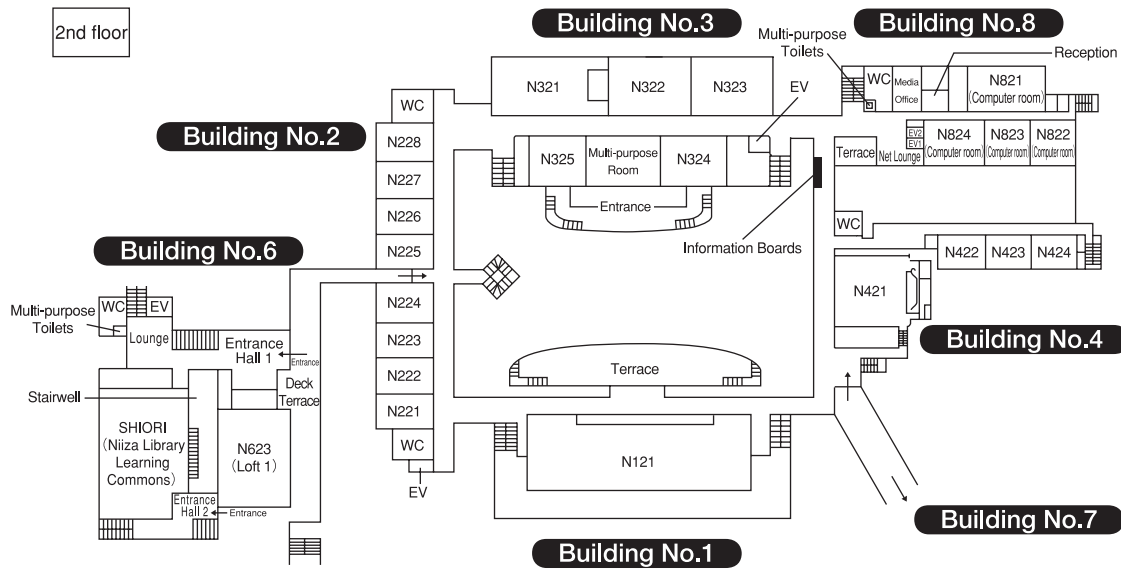 2nd floor
Building No.3
Building No.8
Multi-purpose
Toilets
Reception
N321
N322
N323
EV
WC
Media
Office
N821
(Computer room)
WC
Building No.2
N228
N227
N226
N225
N224
N223
N222
N221
WC
EV
N325
Multi-purpose
Room
N324
Entrance
Terrace
Net Lounge
EV2
EV1
N824
(Computer room)
N823
(Computer room)
N822
(Computer room)
Information Boards
WC
N422
N423
N424
N421
Building No.4
Building No.6
WC
EV
Multi-purpose
Toilets
Lounge
Entrance
Hall 1
Entrance
Deck
Terrace
Stairwell
SHIORI
(Niiza Library
Learning
Commons)
N623
(Loft 1)
Entrance
Hall 2
Entrance
Terrace
N121
Building No.7
Building No.1